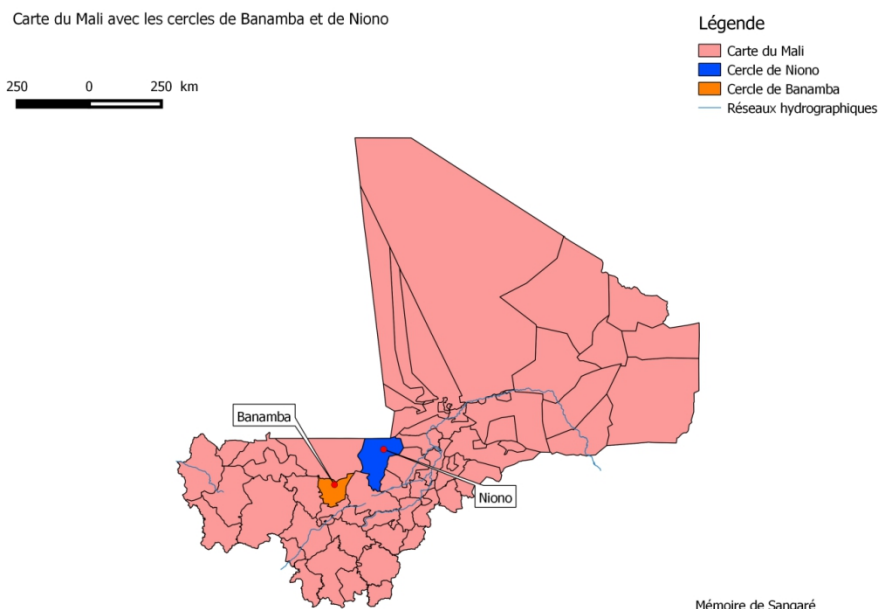 Carte du Mali avec les cercles de Banamba et de Niono
Légende
Carte du Mali
Cercle de Niono
Cercle de Banamba
Réseaux hydrographiques
250 0 250 km
Banamba
Niono
Mémoire de Sangaré